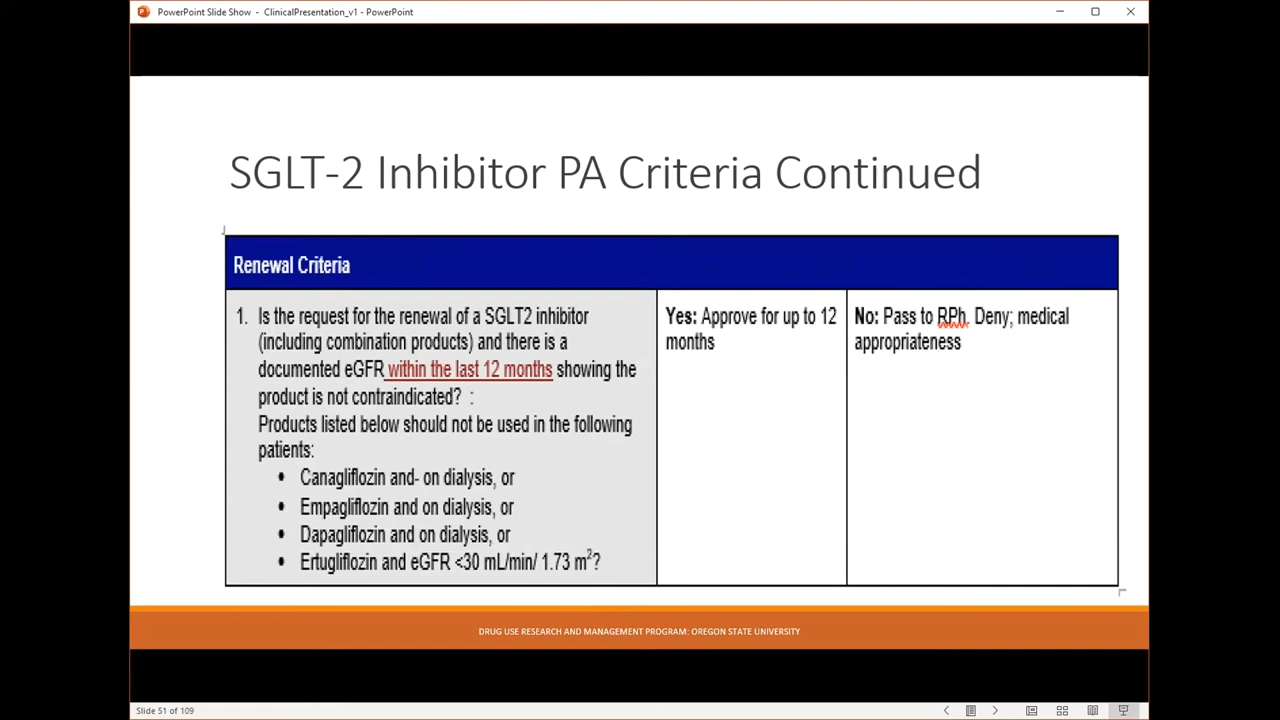 PowerPoint Slide Show - ClinicalPresentation_v1 - PowerPoint
SGLT-2 Inhibitor PA Criteria Continued
Renewal Criteria
1. Is the request for the renewal of a SGLT2 inhibitor
(including combination products) and there is a
documented eGFR within the last 12 months showing the
product is not contraindicated? :
Products listed below should not be used in the following
patients:
• Canagliflozin and- on dialysis, or
• Empagliflozin and on dialysis, or
• Dapagliflozin and on dialysis, or
• Ertugliflozin and eGFR <30 mL/min/ 1.73 m²?
Yes: Approve for up to 12
months
No: Pass to RPh. Deny; medical
appropriateness
DRUG USE RESEARCH AND MANAGEMENT PROGRAM: OREGON STATE UNIVERSITY
Slide 51 of 109